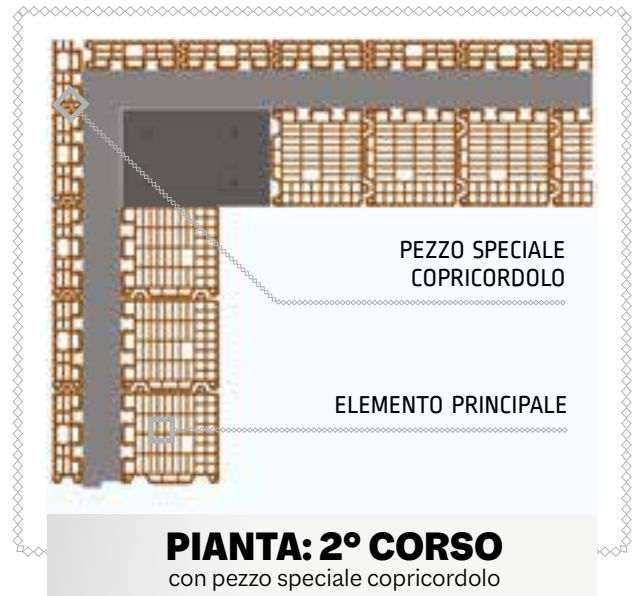 PEZZO SPECIALE
COPRICORDOLO
ELEMENTO PRINCIPALE
PIANTA: 2° CORSO
con pezzo speciale copricordolo